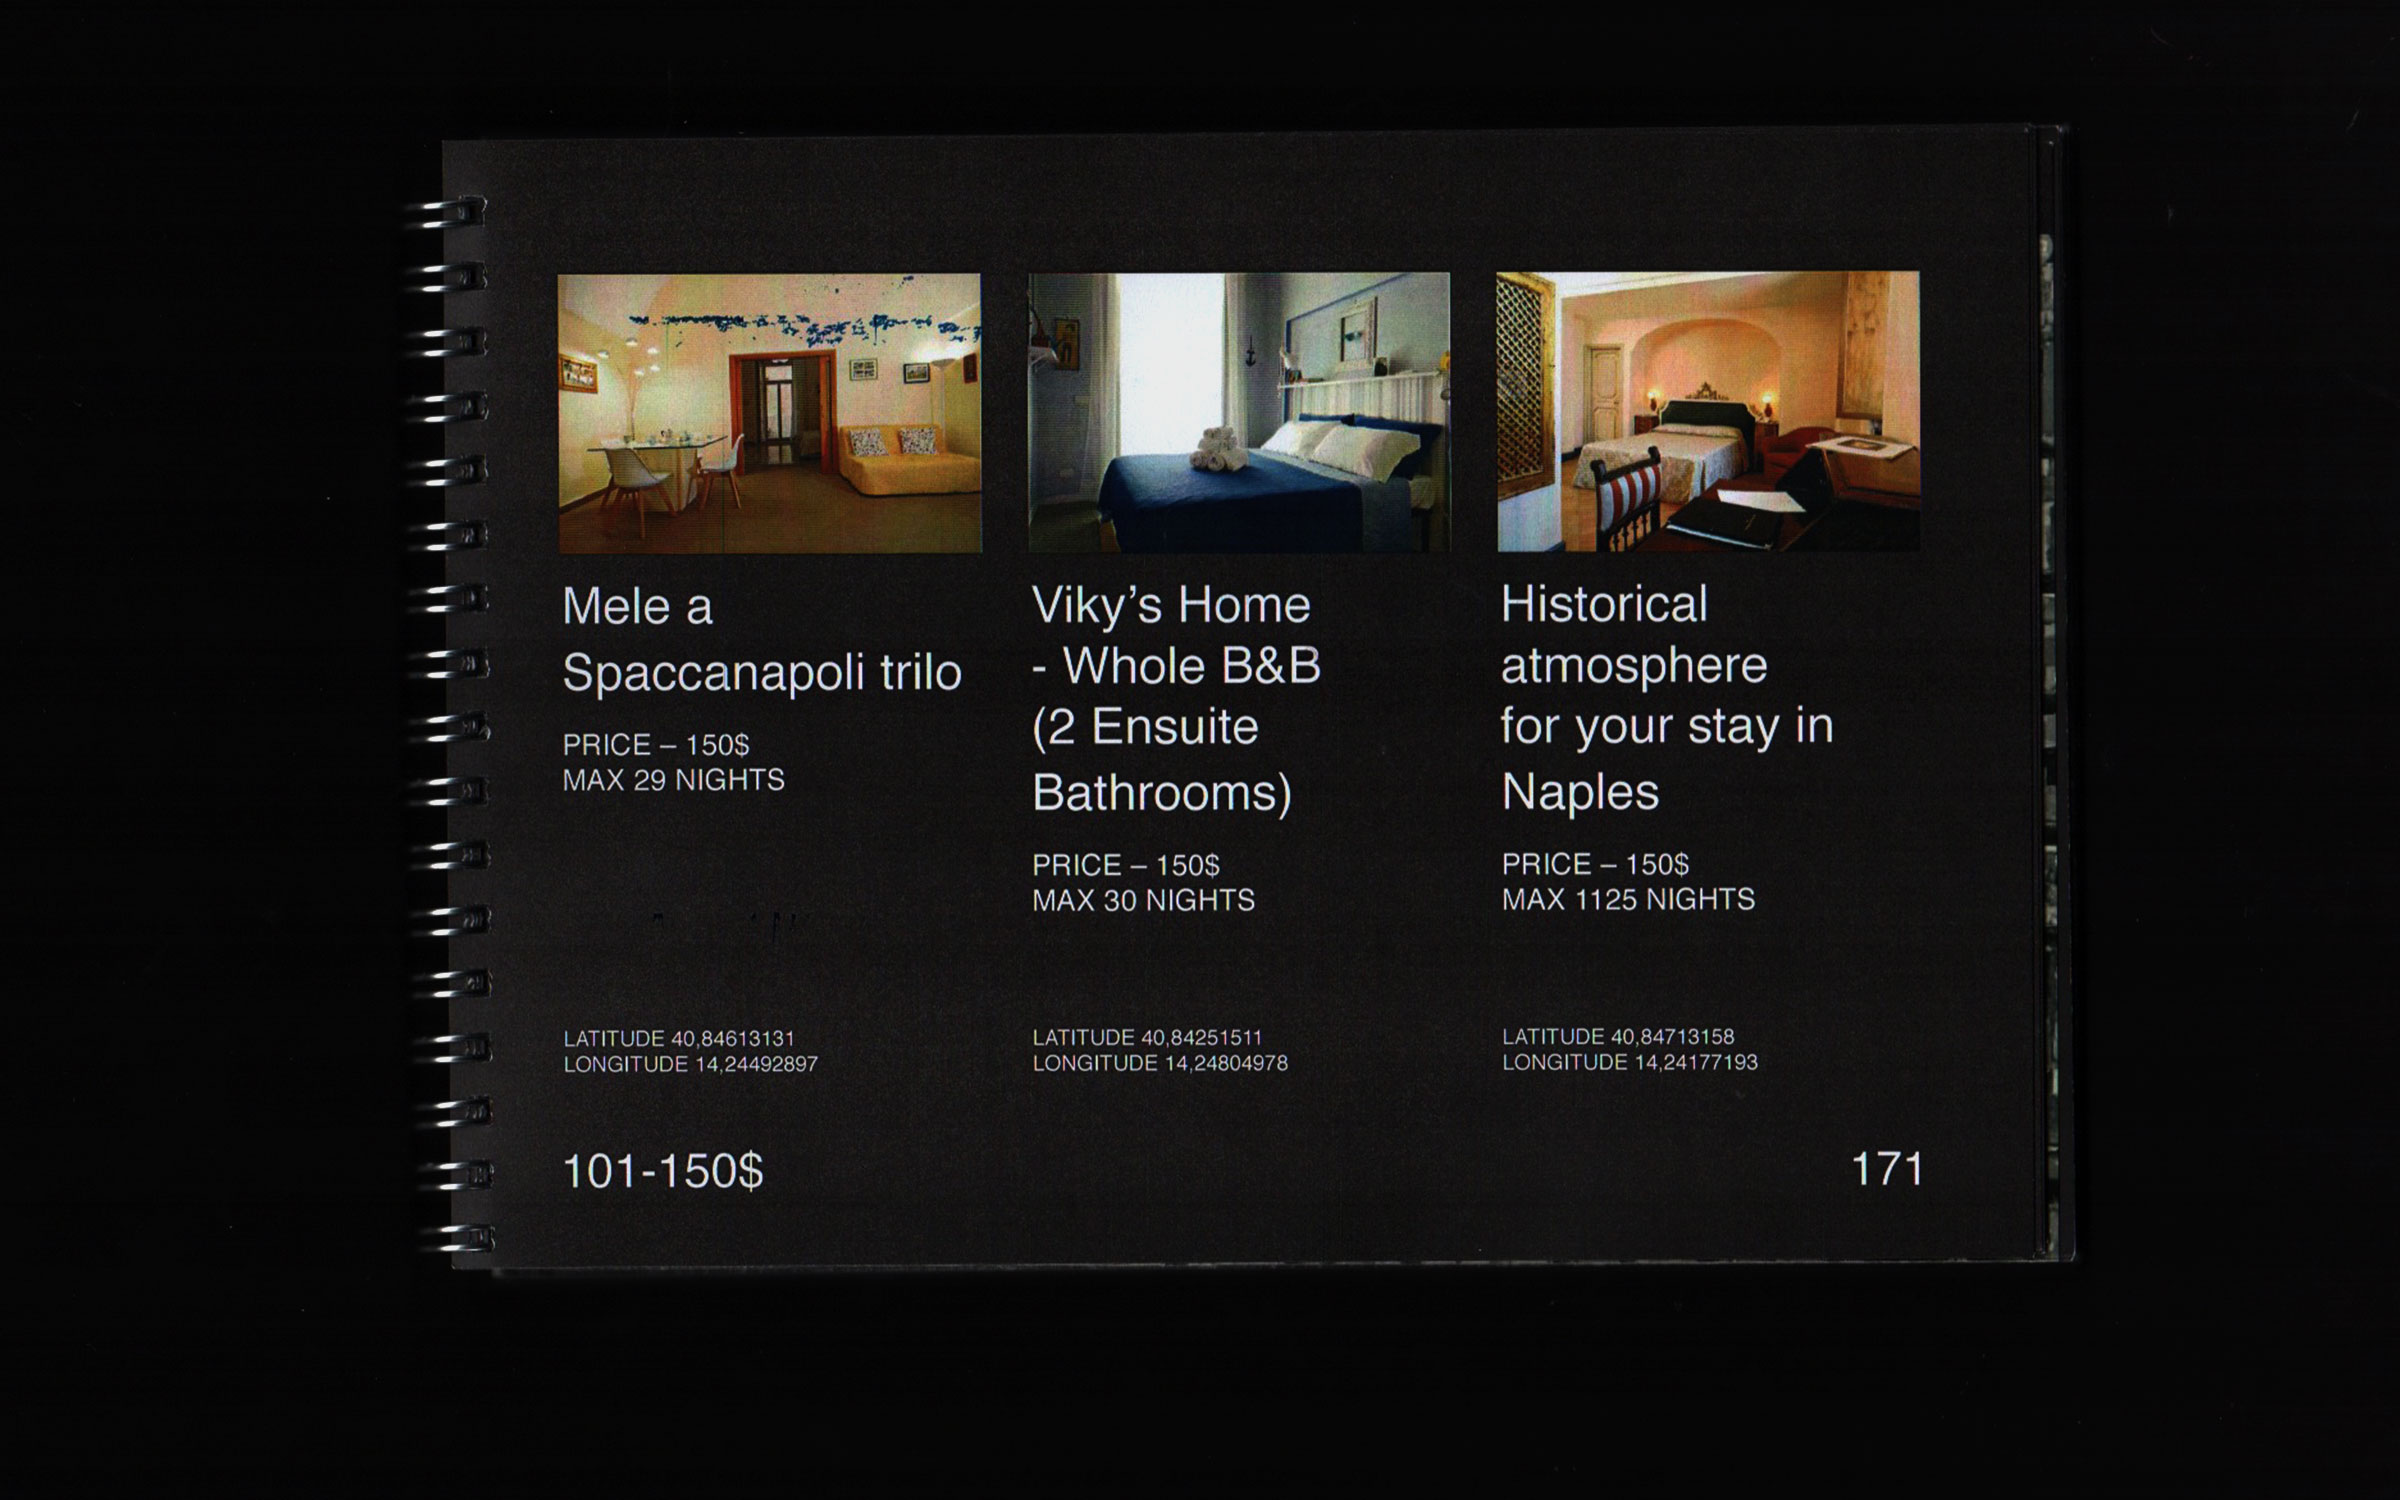 Mele a
Spaccanapoli trilo
PRICE – 150$
MAX 29 NIGHTS
LATITUDE 40,84613131
LONGITUDE 14,24492897
Viky’s Home
- Whole B&B
(2 Ensuite
Bathrooms)
PRICE – 150$
MAX 30 NIGHTS
LATITUDE 40,84251511
LONGITUDE 14,24804978
Historical
atmosphere
for your stay in
Naples
PRICE – 150$
MAX 1125 NIGHTS
LATITUDE 40,84713158
LONGITUDE 14,24177193
101-150$
171